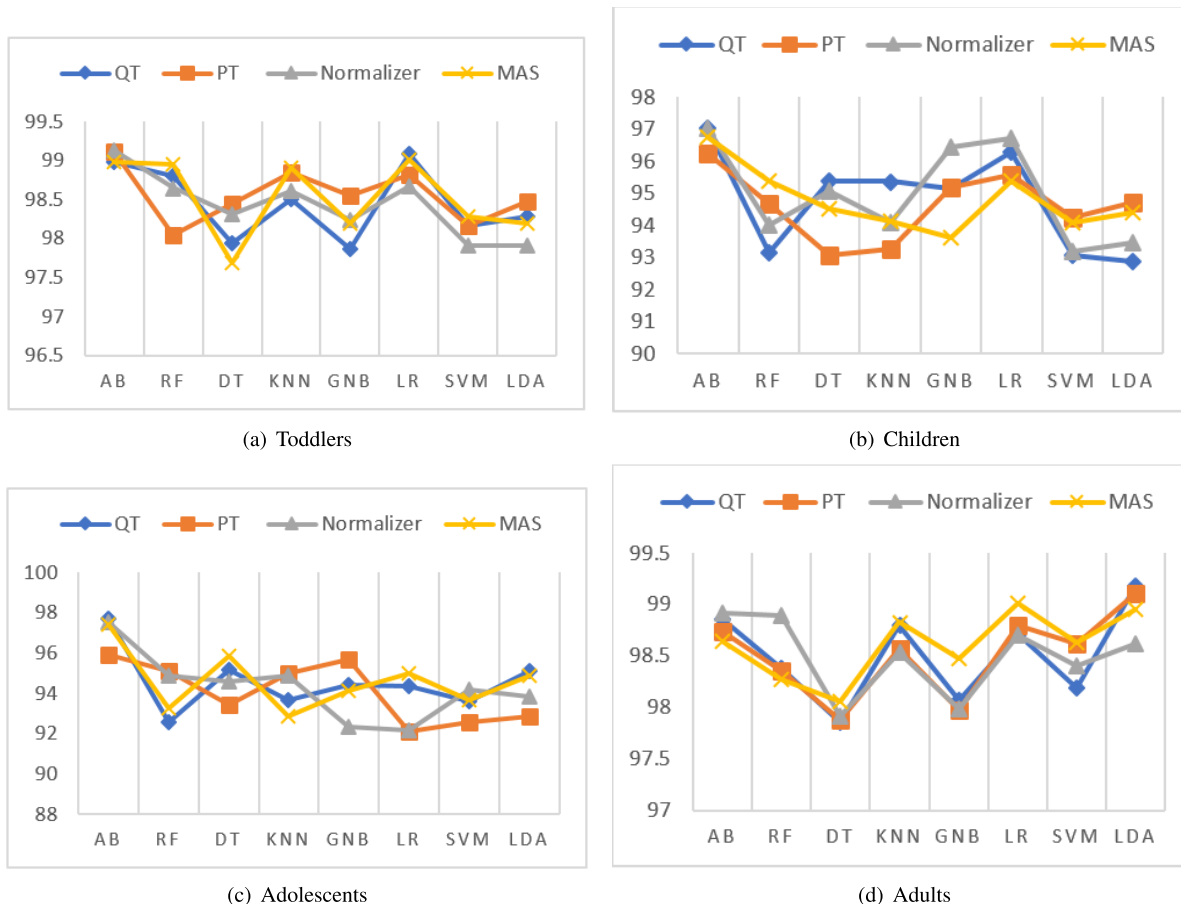 QT PT Normalizer MAS
99.5
99
98.5
98
97.5
97
96.5
AB RF DT KNN GNB LR SVM LDA
(a) Toddlers
QT PT Normalizer MAS
98
97
96
95
94
93
92
91
90
AB RF DT KNN GNB LR SVM LDA
(b) Children
QT PT Normalizer MAS
100
98
96
94
92
90
88
AB RF DT KNN GNB LR SVM LDA
(c) Adolescents
QT PT Normalizer MAS
99.5
99
98.5
98
97.5
97
AB RF DT KNN GNB LR SVM LDA
(d) Adults